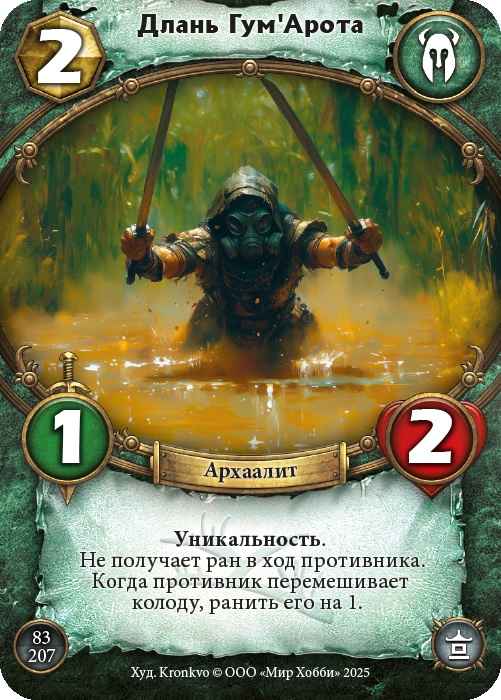 Длань Гум'Арота
2
1
2
Архаалит
Уникальность.
Не получает ран в ход противника.
Когда противник перемешивает
колоду, ранить его на 1.
83
207
Худ. Kronkvo © ООО «Мир Хобби» 2025